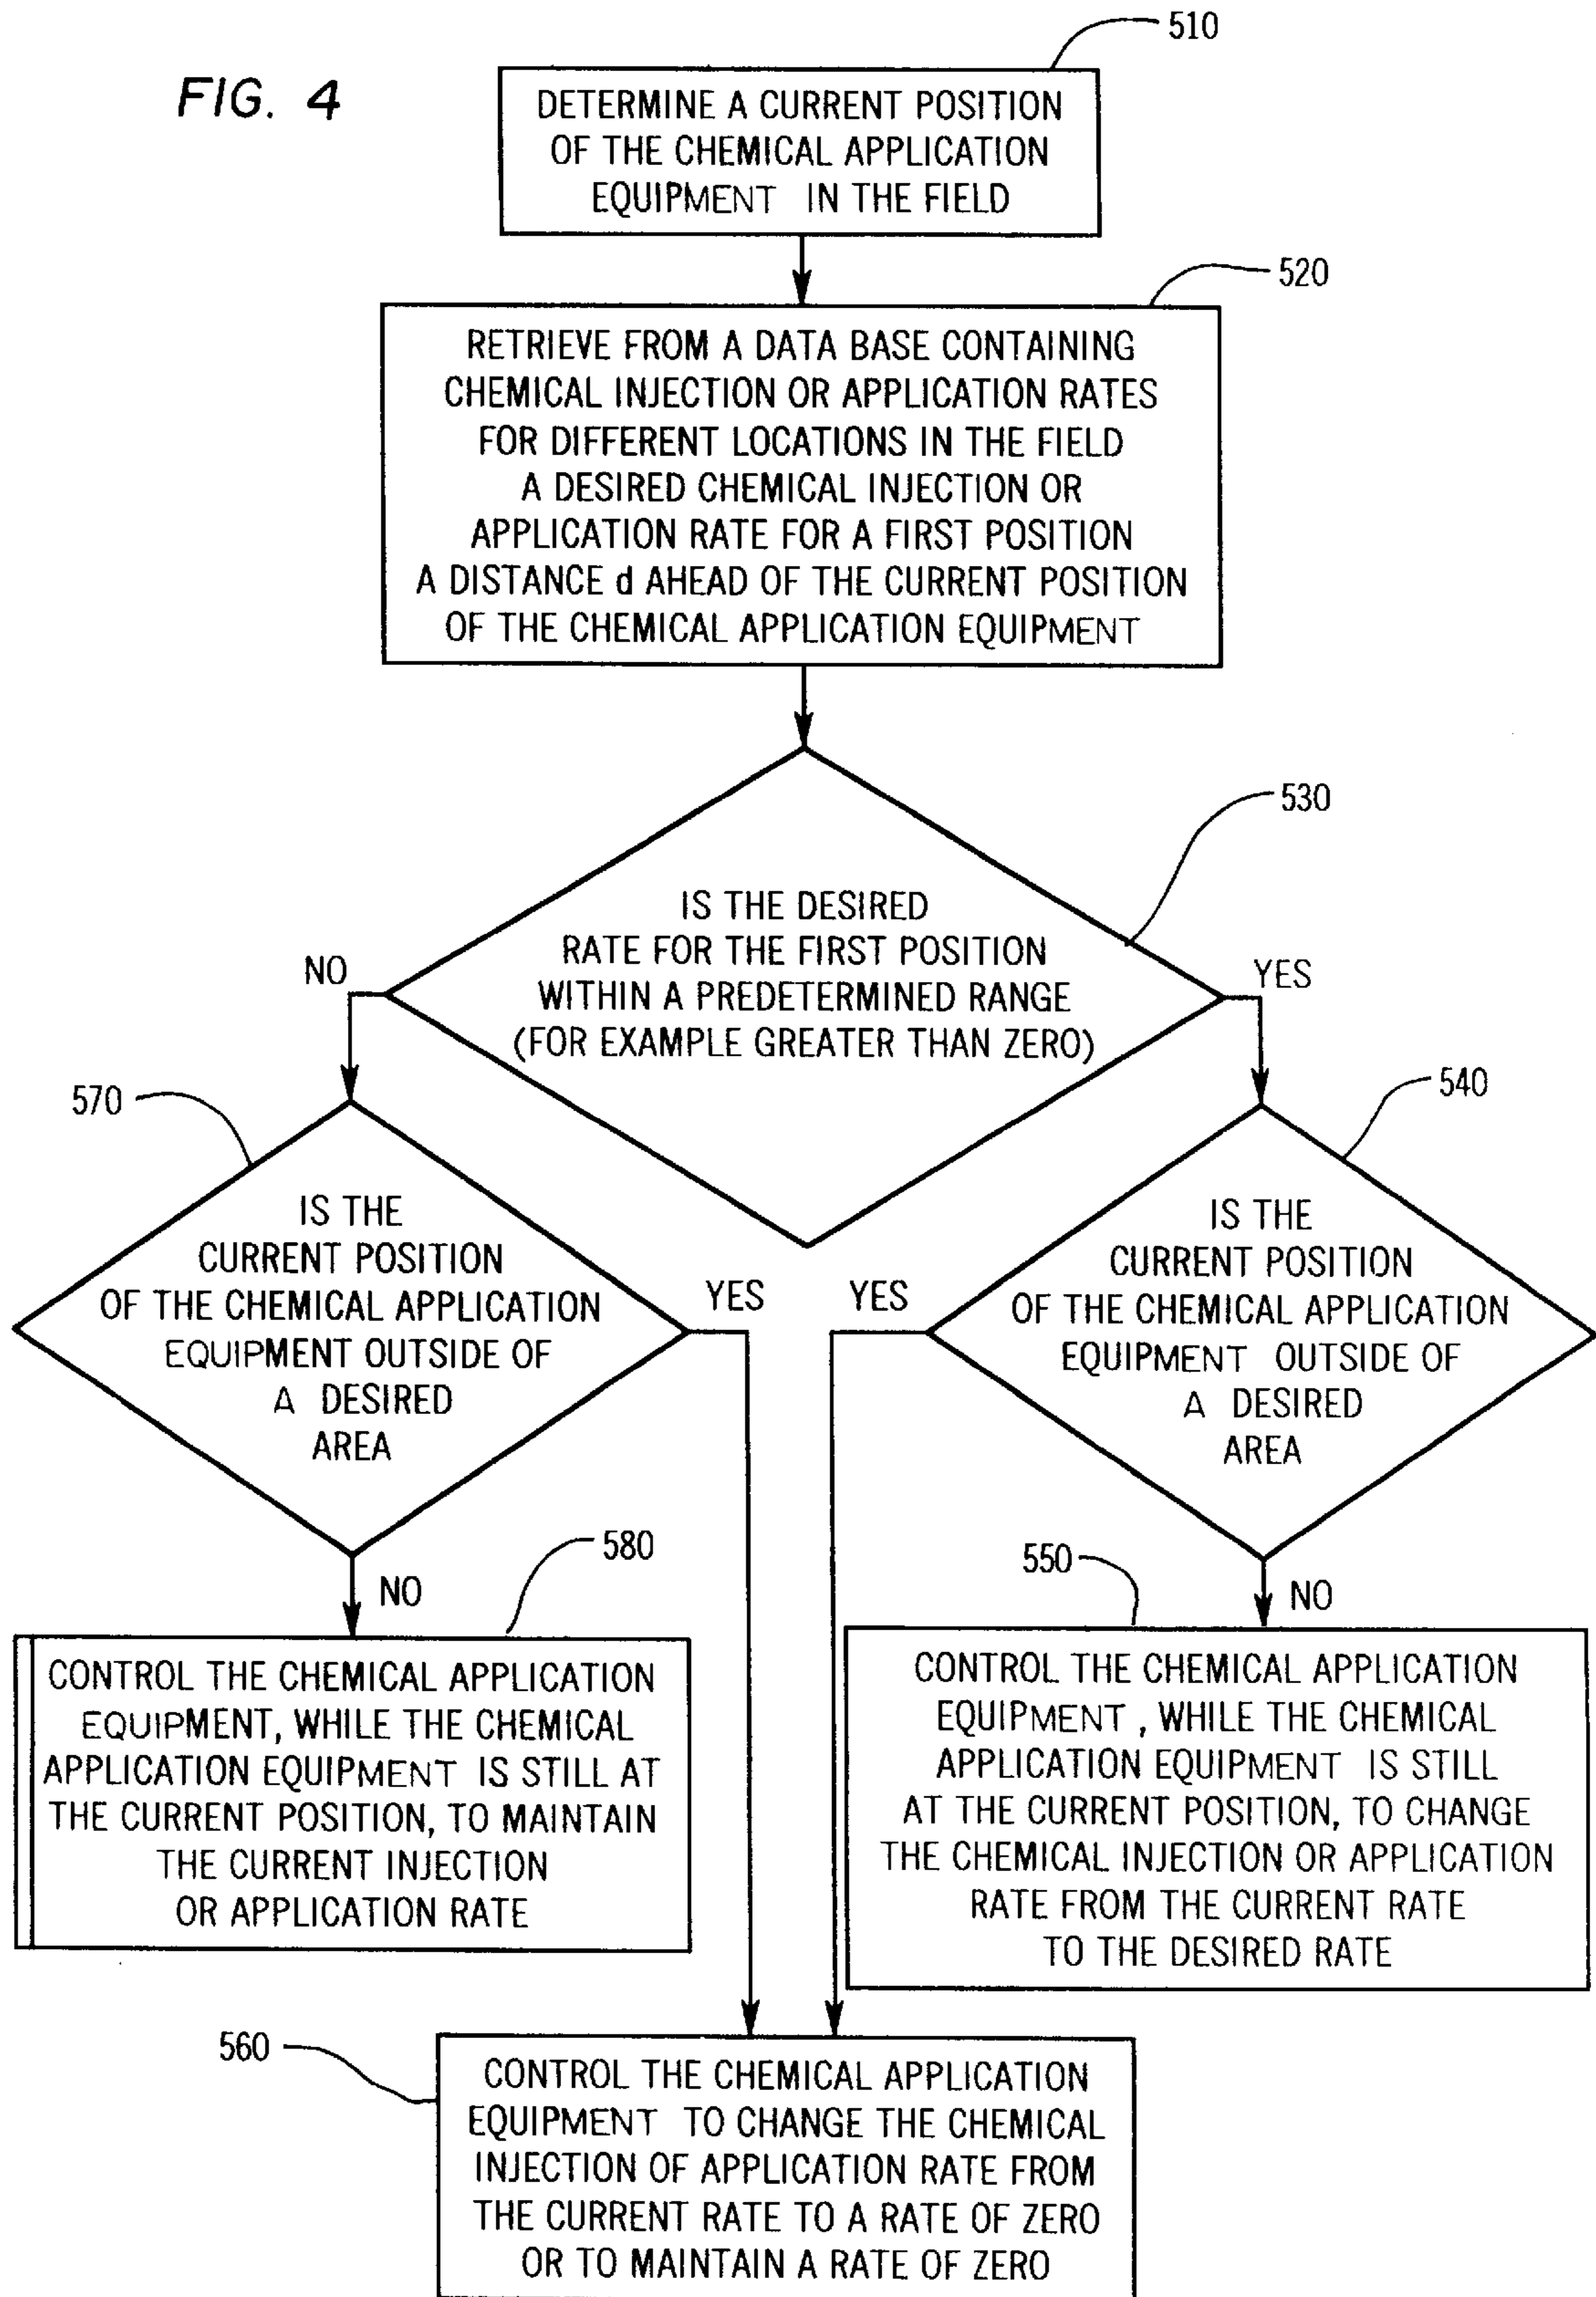 FIG. 4
510
DETERMINE A CURRENT POSITION
OF THE CHEMICAL APPLICATION
EQUIPMENT IN THE FIELD
520
RETRIEVE FROM A DATA BASE CONTAINING
CHEMICAL INJECTION OR APPLICATION RATES
FOR DIFFERENT LOCATIONS IN THE FIELD
A DESIRED CHEMICAL INJECTION OR
APPLICATION RATE FOR A FIRST POSITION
A DISTANCE d AHEAD OF THE CURRENT POSITION
OF THE CHEMICAL APPLICATION EQUIPMENT
530
IS THE DESIRED
RATE FOR THE FIRST POSITION
WITHIN A PREDETERMINED RANGE
(FOR EXAMPLE GREATER THAN ZERO)
NO
YES
570
IS THE
CURRENT POSITION
OF THE CHEMICAL APPLICATION
EQUIPMENT OUTSIDE OF
A DESIRED
AREA
YES
NO
540
IS THE
CURRENT POSITION
OF THE CHEMICAL APPLICATION
EQUIPMENT OUTSIDE OF
A DESIRED
AREA
YES
NO
580
CONTROL THE CHEMICAL APPLICATION
EQUIPMENT, WHILE THE CHEMICAL
APPLICATION EQUIPMENT IS STILL AT
THE CURRENT POSITION, TO MAINTAIN
THE CURRENT INJECTION
OR APPLICATION RATE
550
CONTROL THE CHEMICAL APPLICATION
EQUIPMENT , WHILE THE CHEMICAL
APPLICATION EQUIPMENT IS STILL
AT THE CURRENT POSITION, TO CHANGE
THE CHEMICAL INJECTION OR APPLICATION
RATE FROM THE CURRENT RATE
TO THE DESIRED RATE
560
CONTROL THE CHEMICAL APPLICATION
EQUIPMENT TO CHANGE THE CHEMICAL
INJECTION OF APPLICATION RATE FROM
THE CURRENT RATE TO A RATE OF ZERO
OR TO MAINTAIN A RATE OF ZERO